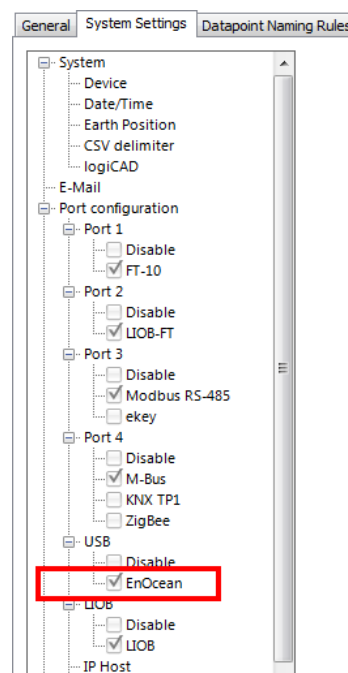 General System Settings Datapoint Naming Rules
System
Device
Date/Time
Earth Position
CSV delimiter
logiCAD
E-Mail
Port configuration
Port 1
Disable
FT-10
Port 2
Disable
LIOB-FT
Port 3
Disable
Modbus RS-485
ekey
Port 4
Disable
M-Bus
KNX TP1
ZigBee
USB
Disable
EnOcean
LIOB
Disable
LIOB
IP Host